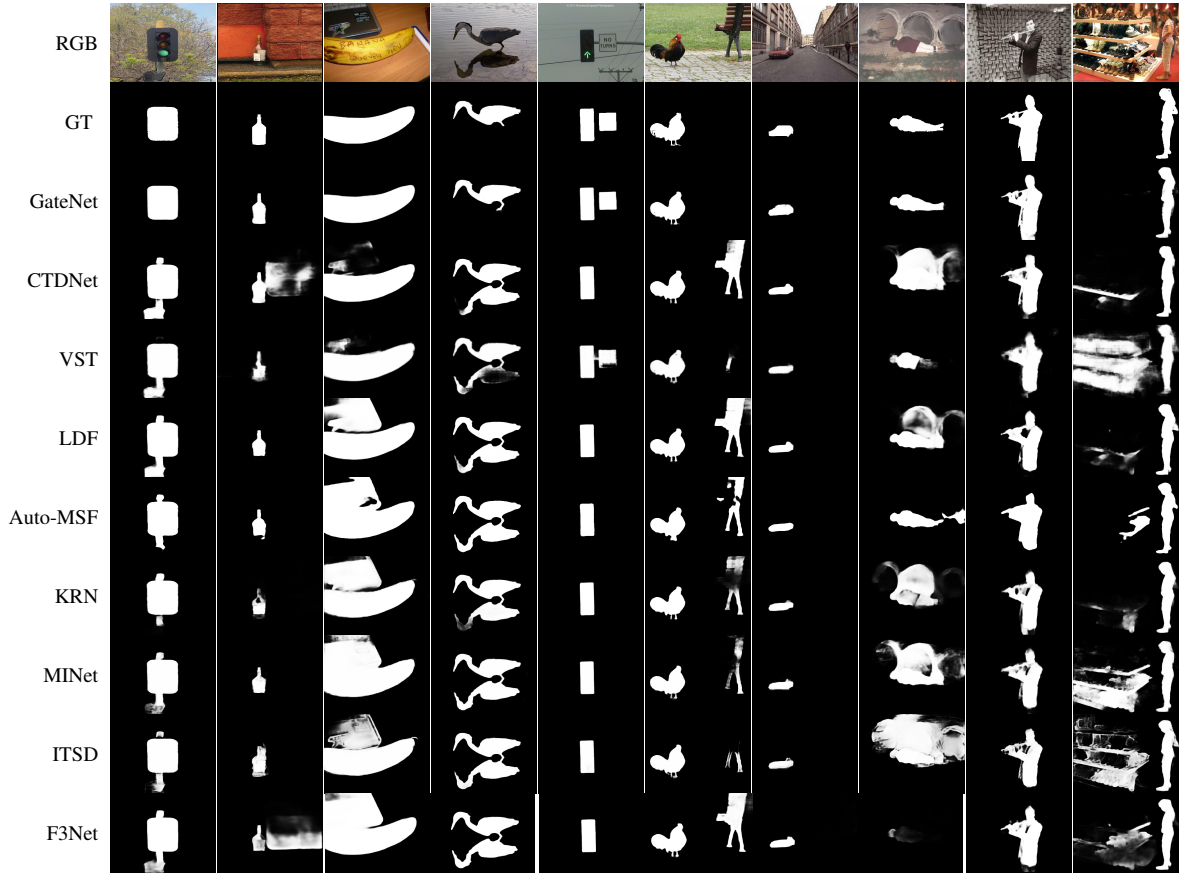 RGB
NO
TURNS
GT
GateNet
CTDNet
VST
LDF
Auto-MSF
KRN
MINet
ITSD
F3Net